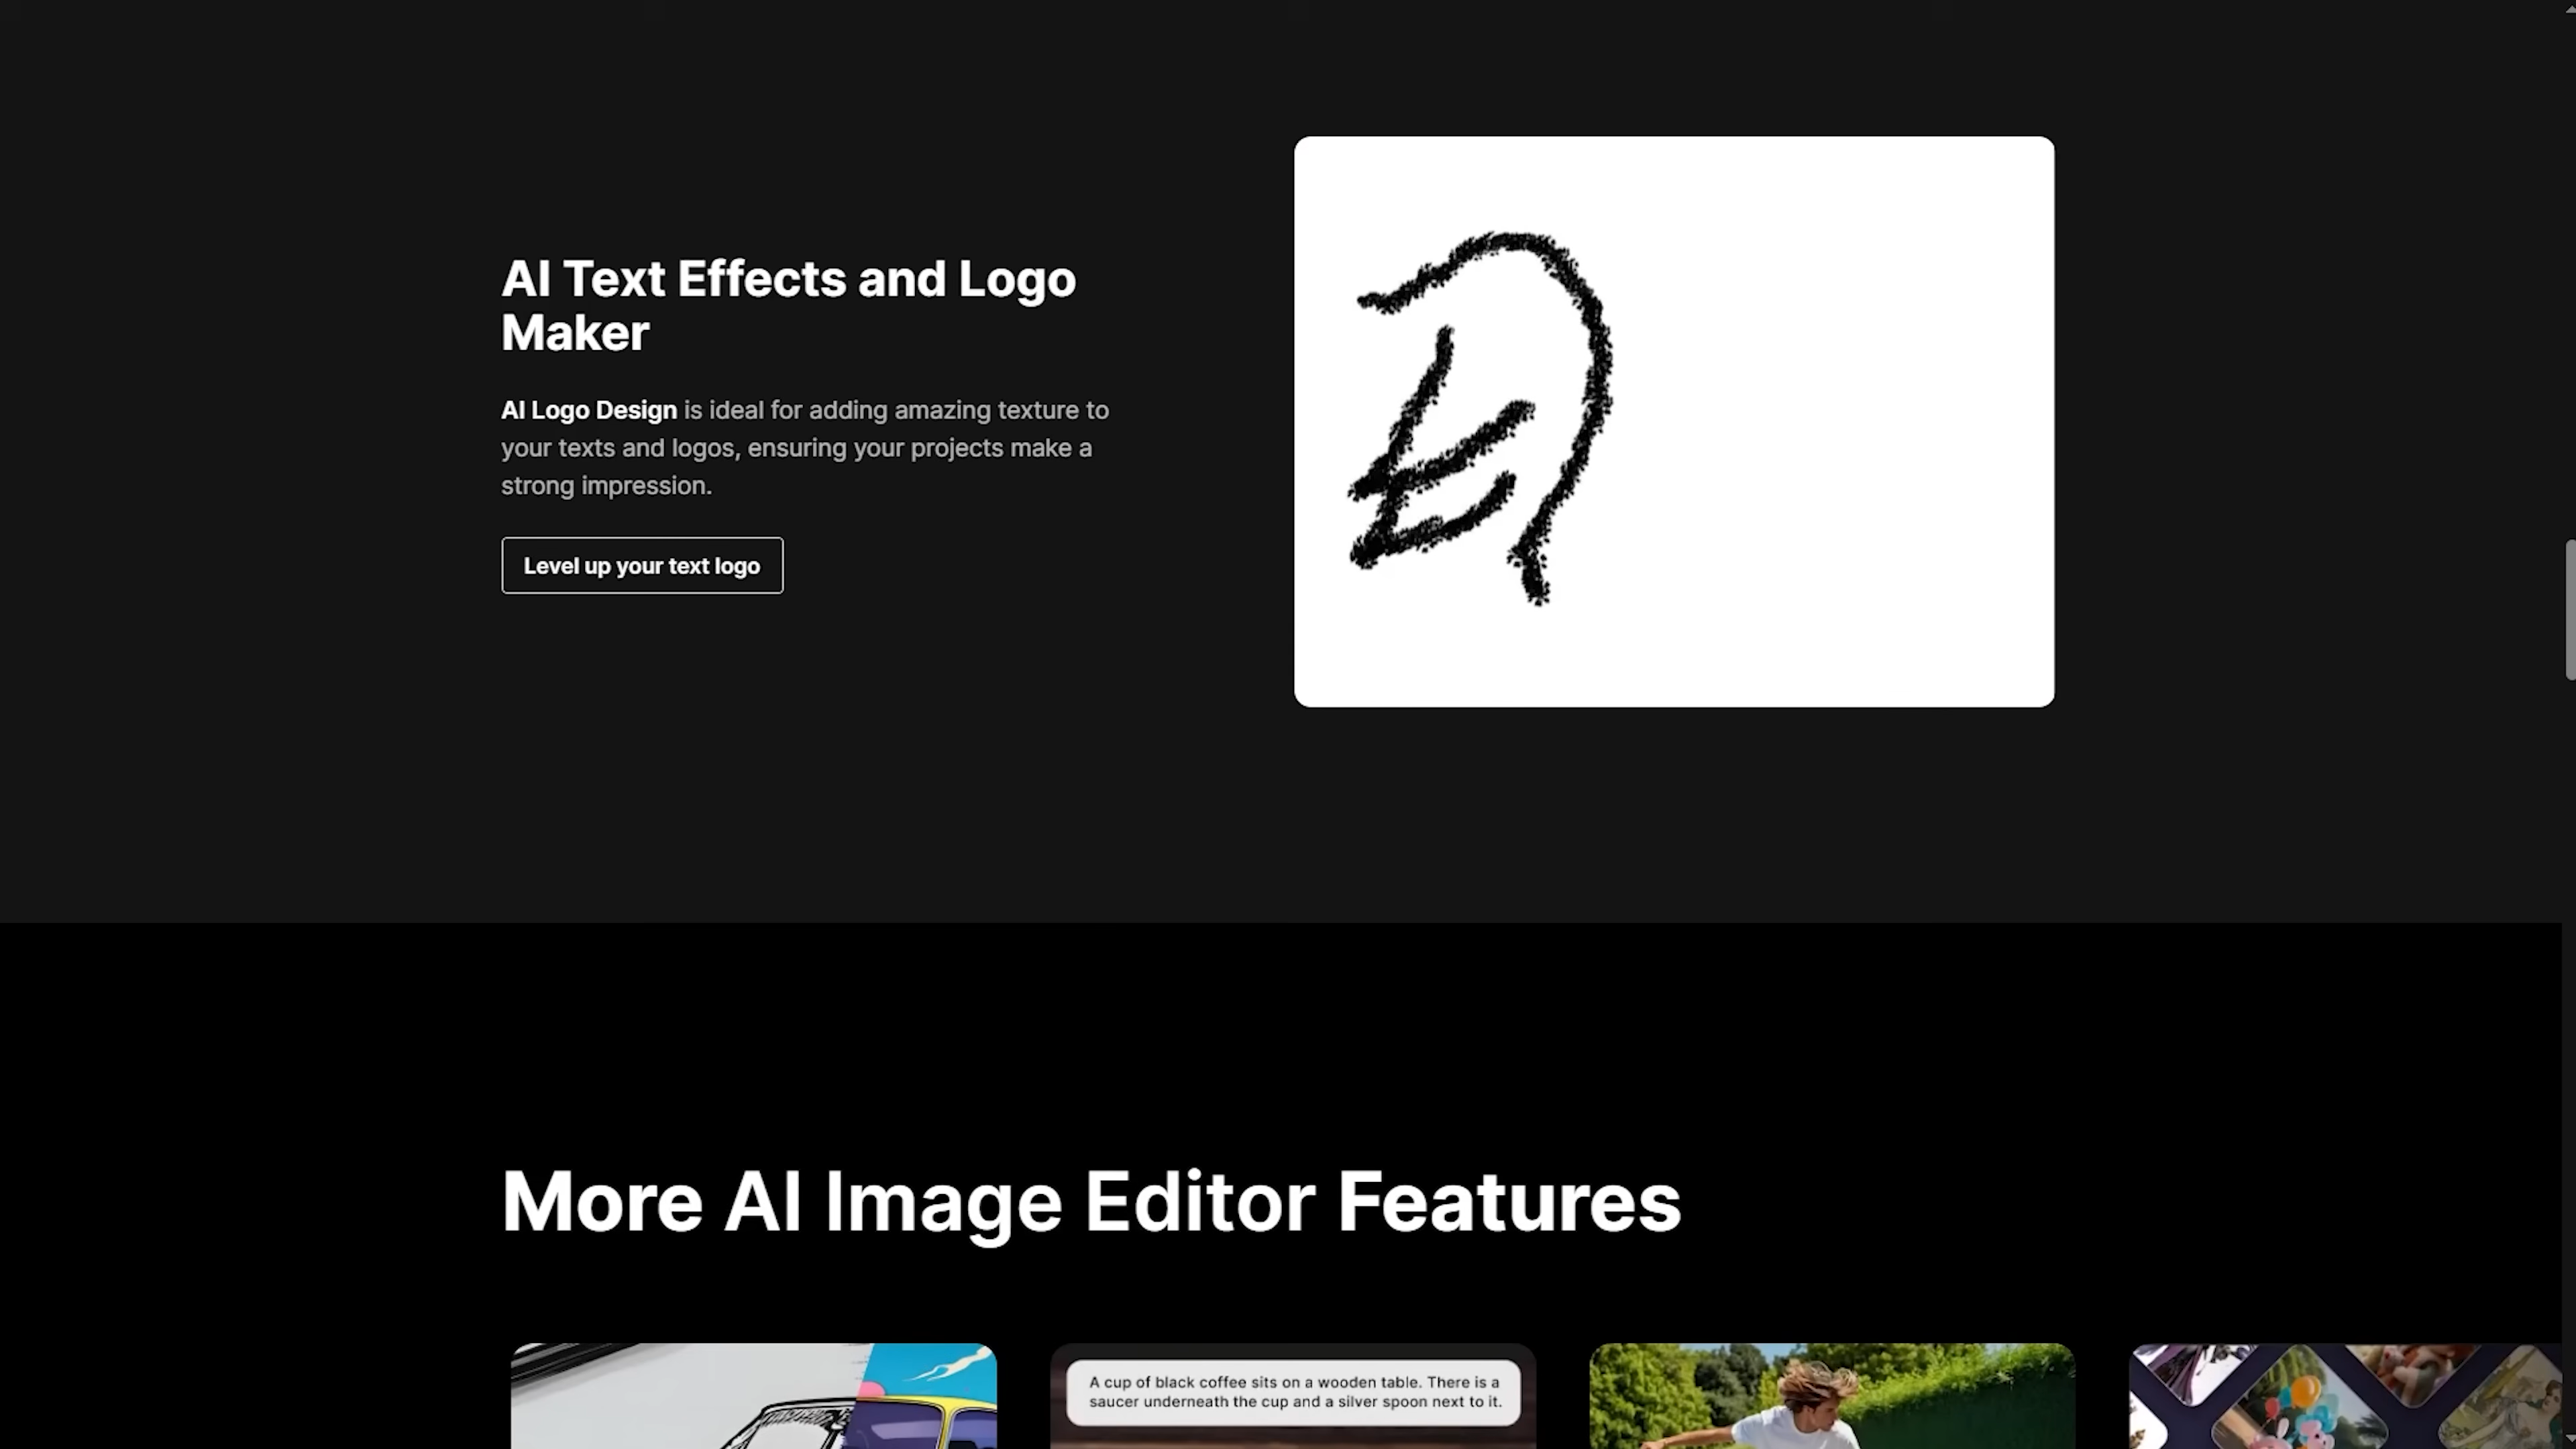 AI Text Effects and Logo
Maker
AI Logo Design is ideal for adding amazing texture to
your texts and logos, ensuring your projects make a
strong impression.
Level up your text logo
More AI Image Editor Features
A cup of black coffee sits on a wooden table. There is a
saucer underneath the cup and a silver spoon next to it.